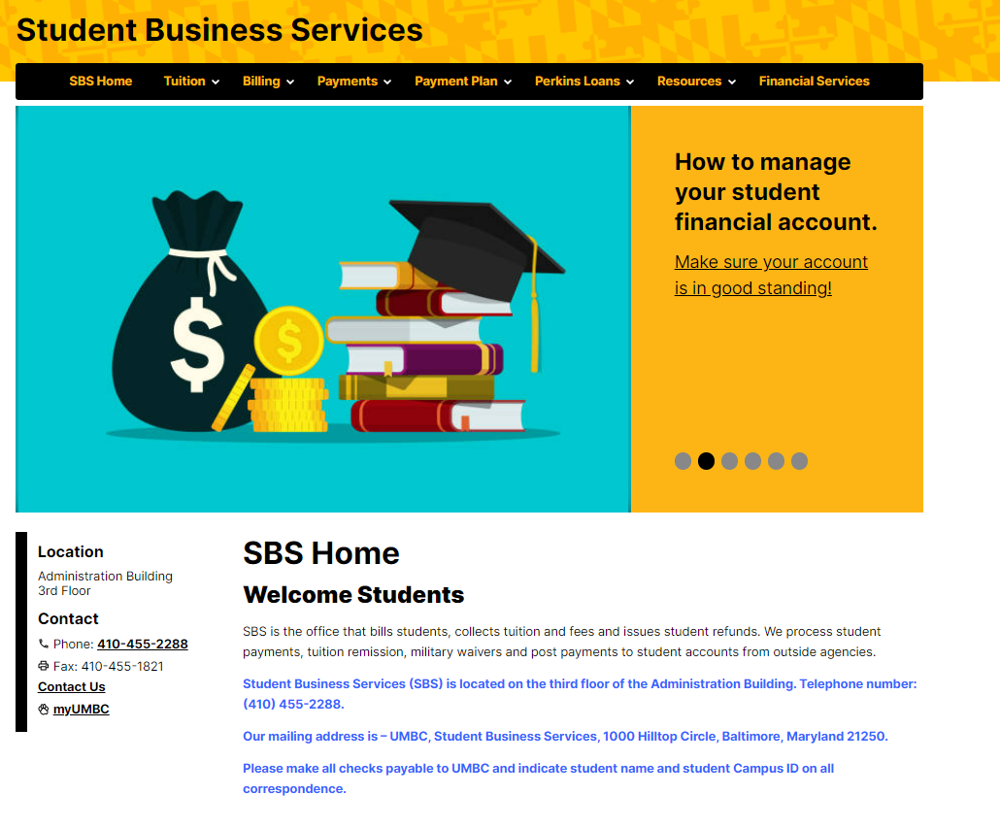 Student Business Services
SBS Home Tuition Billing Payments Payment Plan Perkins Loans Resources Financial Services
How to manage
your student
financial account.
Make sure your account
is in good standing!
$
$
Location
Administration Building
3rd Floor
Contact
Phone: 410-455-2288
Fax: 410-455-1821
Contact Us
myUMBC
SBS Home
Welcome Students
SBS is the office that bills students, collects tuition and fees and issues student refunds. We process student
payments, tuition remission, military waivers and post payments to student accounts from outside agencies.
Student Business Services (SBS) is located on the third floor of the Administration Building. Telephone number:
(410) 455-2288.
Our mailing address is – UMBC, Student Business Services, 1000 Hilltop Circle, Baltimore, Maryland 21250.
Please make all checks payable to UMBC and indicate student name and student Campus ID on all
correspondence.